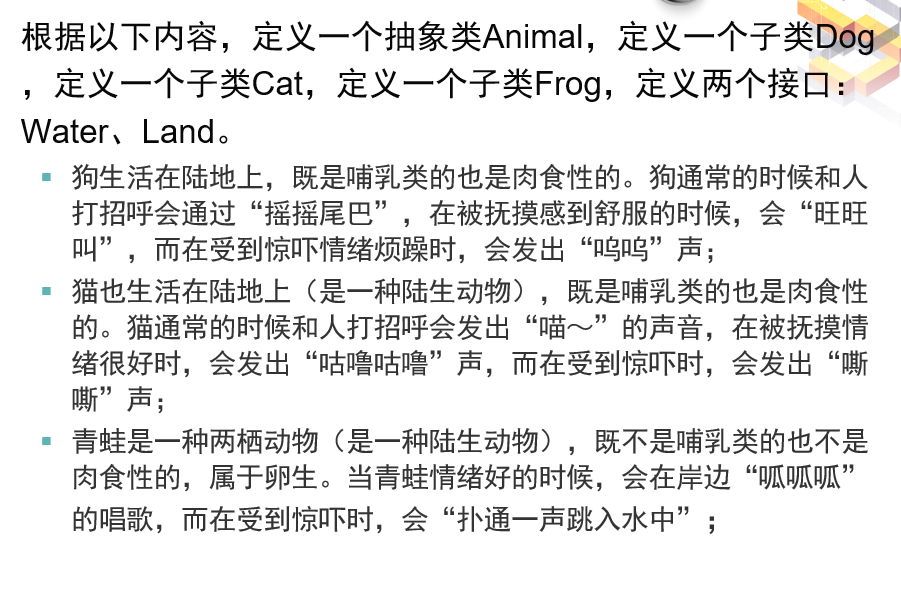 根据以下内容，定义一个抽象类Animal，定义一个子类Dog
，定义一个子类Cat，定义一个子类Frog，定义两个接口：
Water、Land。
狗生活在陆地上，既是哺乳类的也是肉食性的。狗通常的时候和人
打招呼会通过“摇摇尾巴”，在被抚摸感到舒服的时候，会“旺旺
叫”，而在受到惊吓情绪烦躁时，会发出“呜呜”声；
猫也生活在陆地上（是一种陆生动物），既是哺乳类的也是肉食性
的。猫通常的时候和人打招呼会发出“喵～”的声音，在被抚摸情
绪很好时，会发出“咕噜咕噜”声，而在受到惊吓时，会发出“嘶
嘶”声；
青蛙是一种两栖动物（是一种陆生动物），既不是哺乳类的也不是
肉食性的，属于卵生。当青蛙情绪好的时候，会在岸边“呱呱呱”
的唱歌，而在受到惊吓时，会“扑通一声跳入水中”；